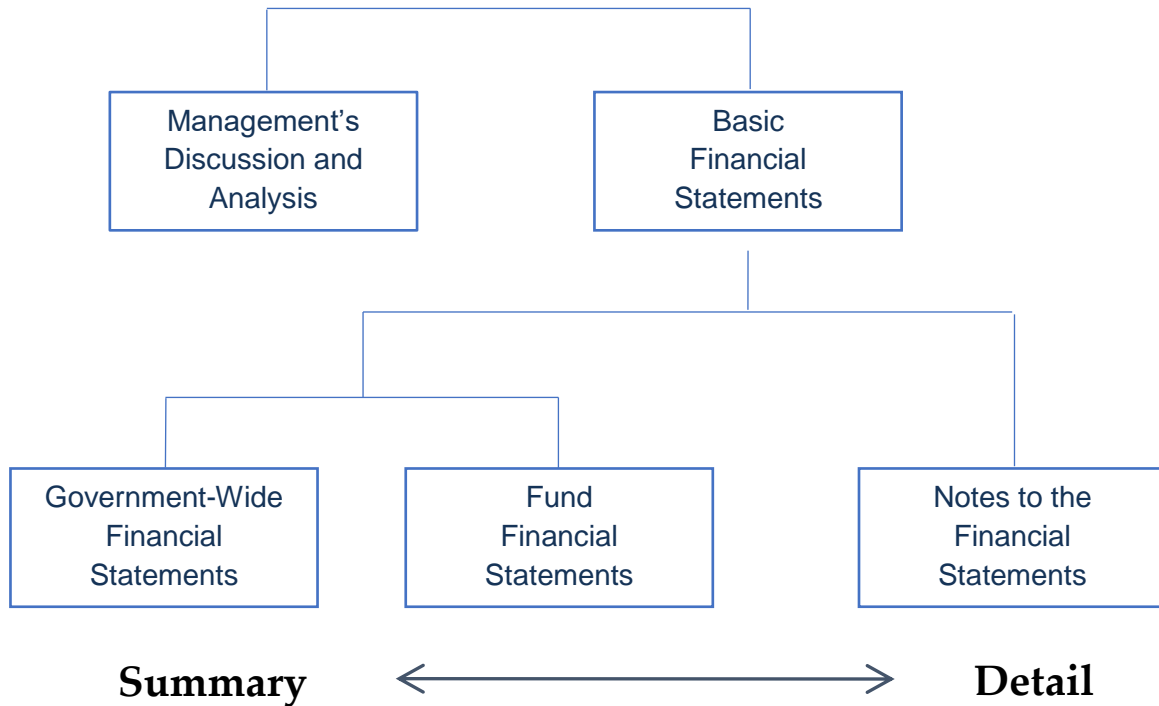 Management’s
Discussion and
Analysis
Basic
Financial
Statements
Government-Wide
Financial
Statements
Fund
Financial
Statements
Notes to the
Financial
Statements
Summary
Detail